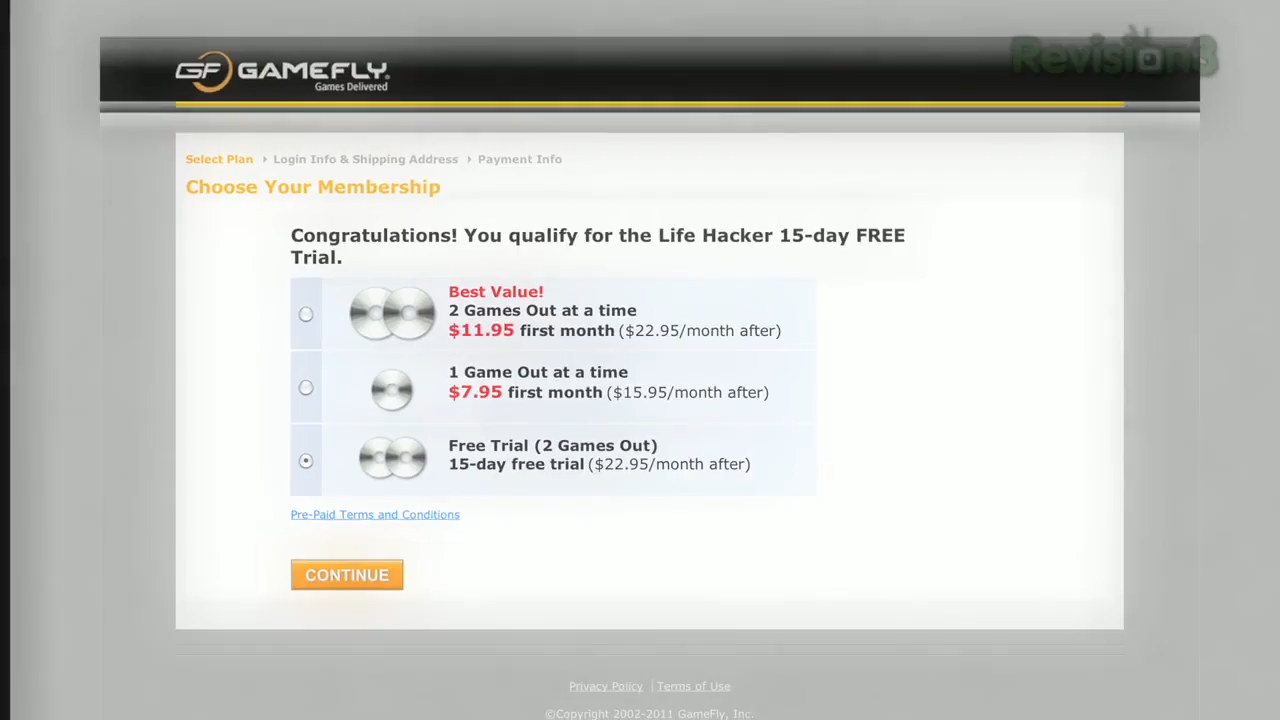 GF GAMEFLY.
Games Delivered
Revision3
Select Plan Login Info & Shipping Address Payment Info
Choose Your Membership
Congratulations! You qualify for the Life Hacker 15-day FREE
Trial.
Best Value!
2 Games Out at a time
$11.95 first month ($22.95/month after)
1 Game Out at a time
$7.95 first month ($15.95/month after)
Free Trial (2 Games Out)
15-day free trial ($22.95/month after)
Pre-Paid Terms and Conditions
CONTINUE
Privacy Policy | Terms of Use
©Copyright 2002-2011 GameFly, Inc.